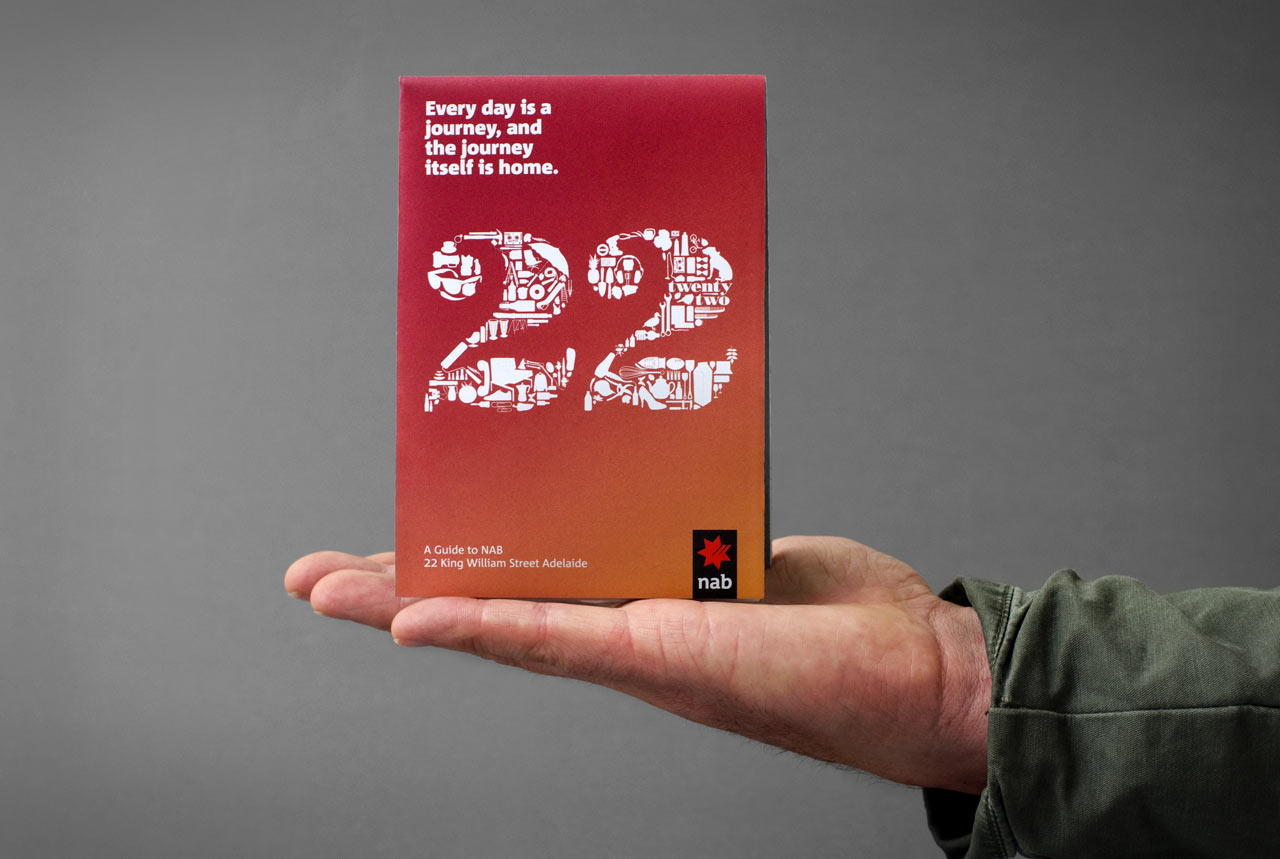 Every day is a
journey, and
the journey
itself is home.
22
twenty
two
A Guide to NAB
22 King William Street Adelaide
nab